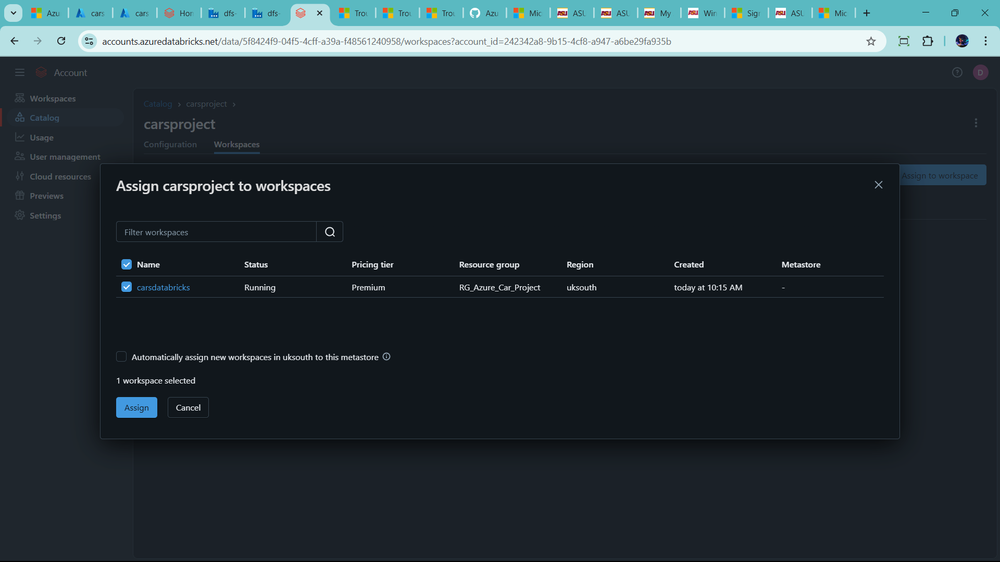 Azu
cars
cars
Hon
dfs-
dfs-
Trou
Trou
Trou
Azu
Mic
ASU
ASU
My
Win
Sign
ASU
Mic
accounts.azuredatabricks.net/data/5f8424f9-04f5-4cff-a39a-f48561240958/workspaces?account_id=242342a8-9b15-4cf8-a947-a6be29fa935b
Account
D
Workspaces
Catalog
Usage
User management
Cloud resources
Previews
Settings
Catalog > carsproject >
carsproject
Configuration Workspaces
Assign to workspace
Assign carsproject to workspaces
Filter workspaces
Name Status Pricing tier Resource group Region Created Metastore
carsdatabricks Running Premium RG_Azure_Car_Project uksouth today at 10:15 AM -
Automatically assign new workspaces in uksouth to this metastore
1 workspace selected
Assign Cancel